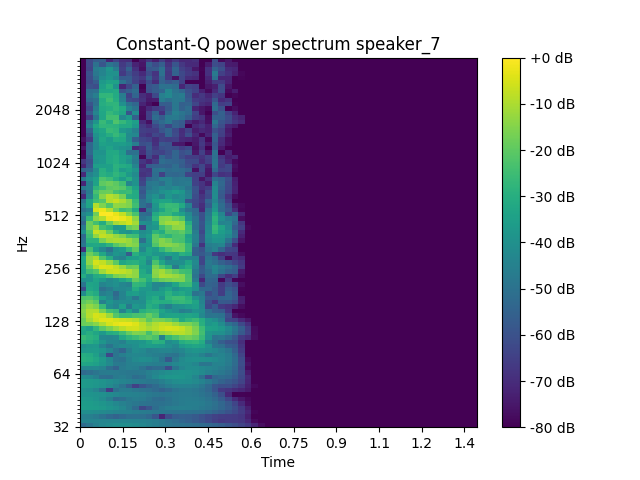 Constant-Q power spectrum speaker_7
Hz
2048
1024
512
256
128
64
32
0 0.15 0.3 0.45 0.6 0.75 0.9 1.1 1.2 1.4
Time
+0 dB
-10 dB
-20 dB
-30 dB
-40 dB
-50 dB
-60 dB
-70 dB
-80 dB